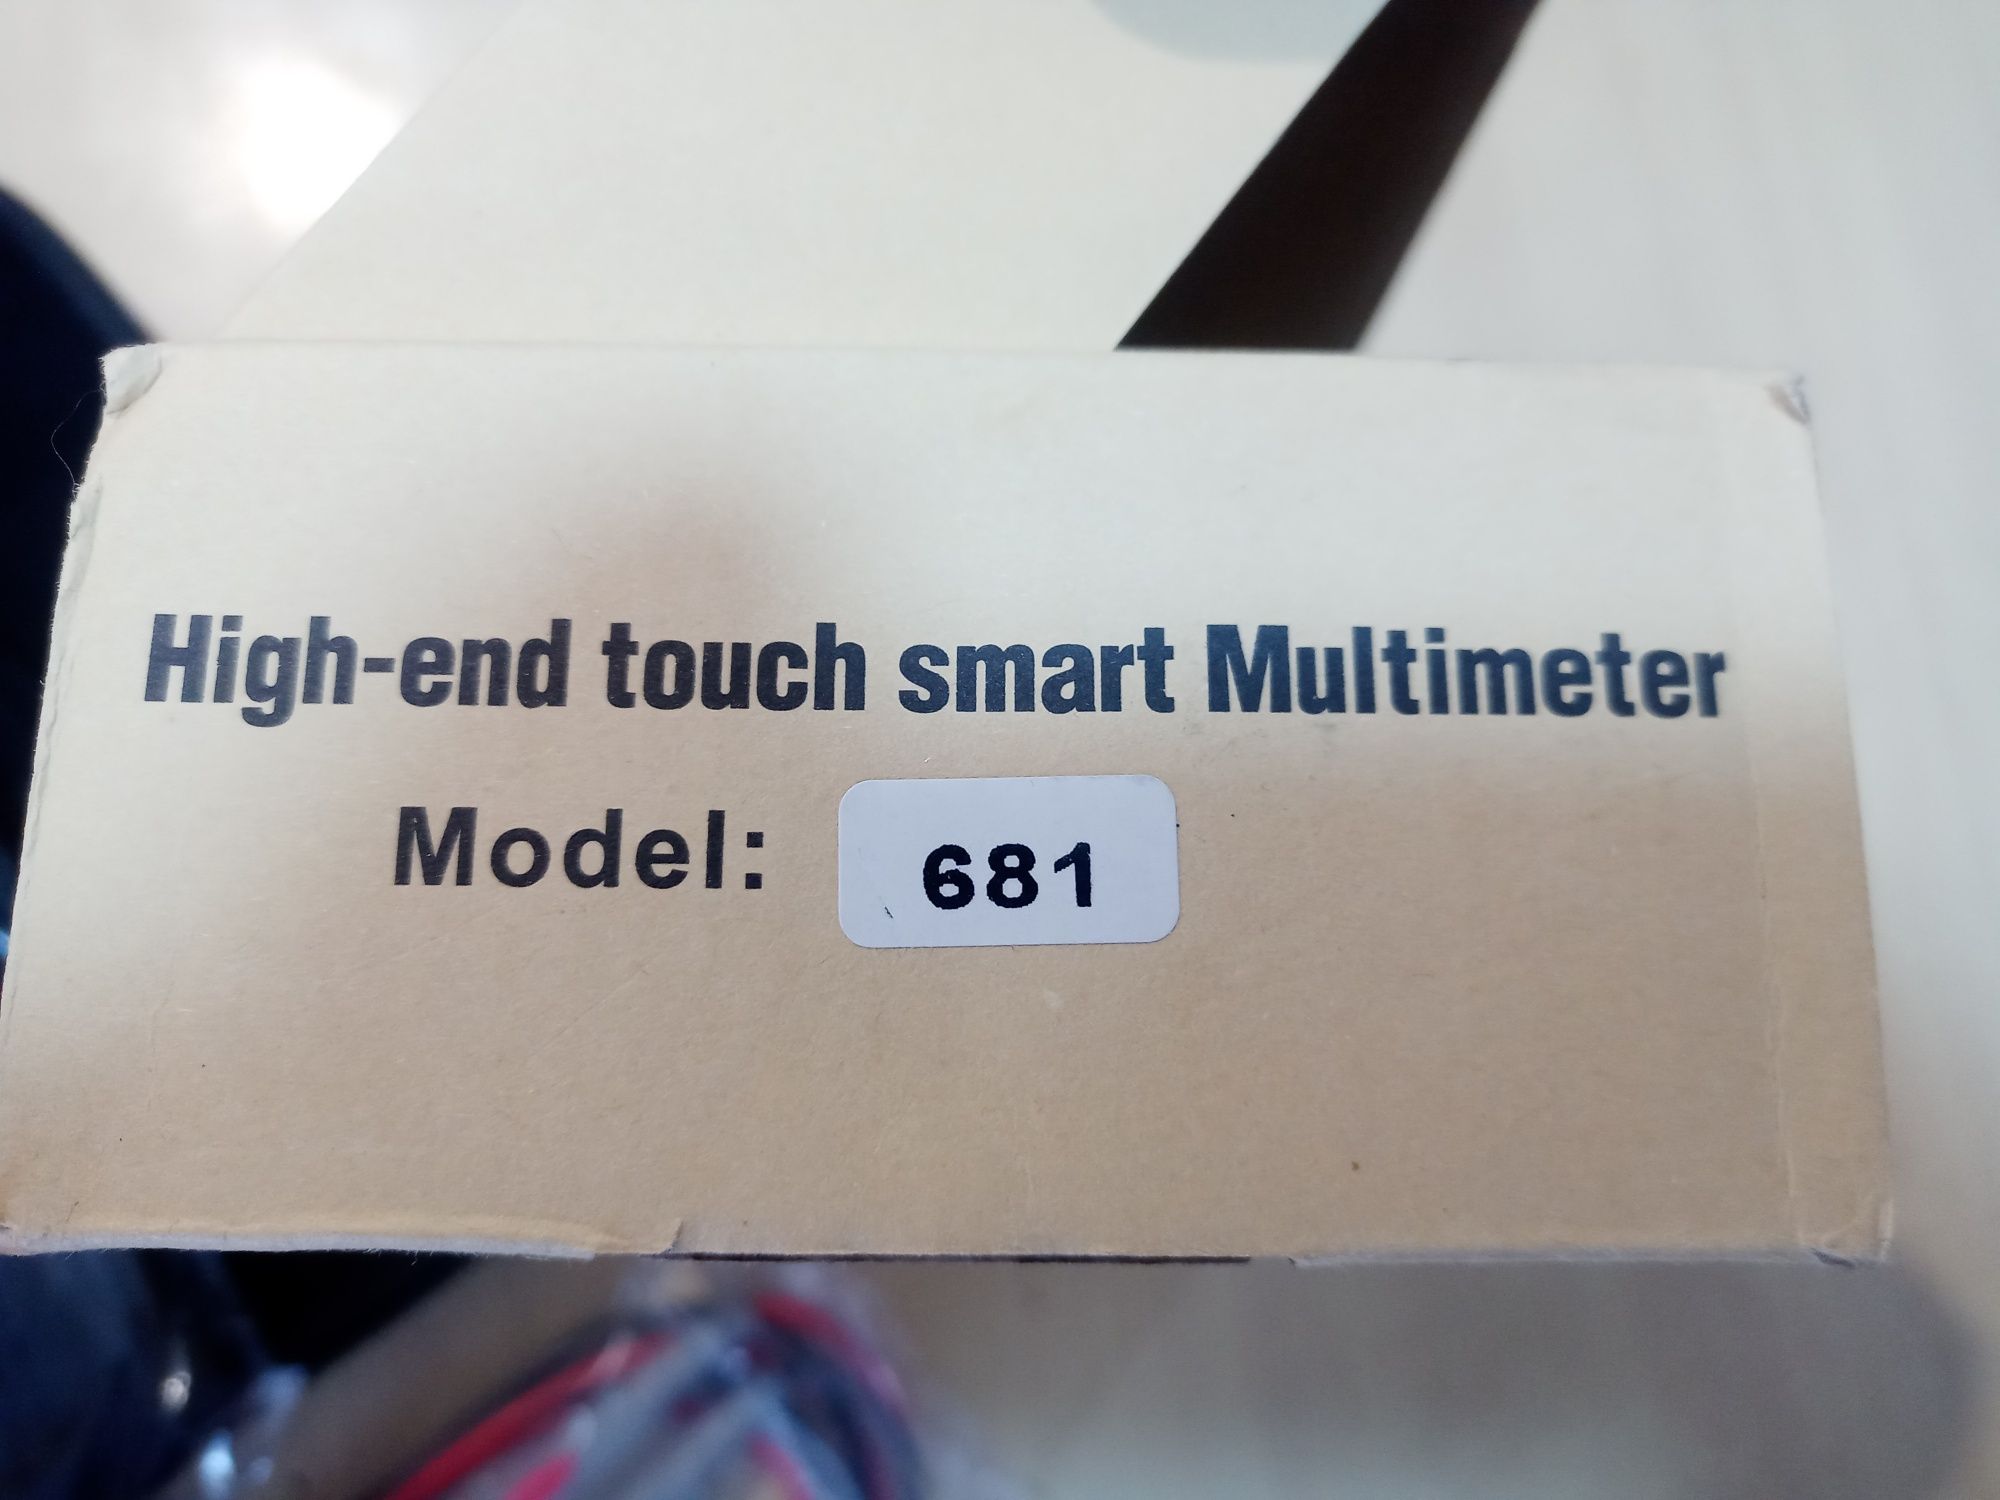 High-end touch smart Multimeter
Model: 681